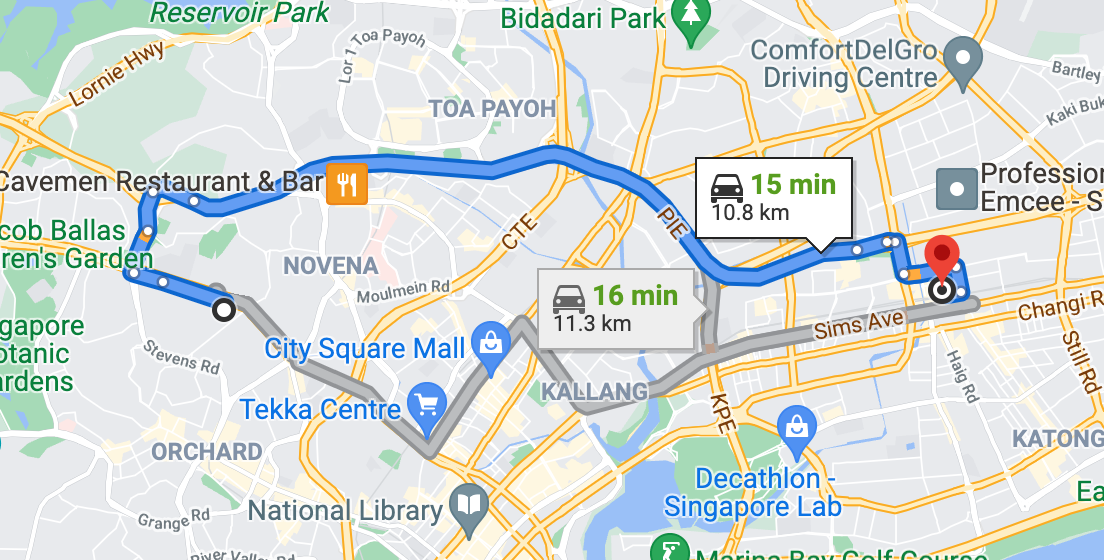 Reservoir Park
Bidadari Park
ComfortDelGro
Driving Centre
Lornie Hwy
Lor 1 Toa Payoh
Bartley
Kaki Buk
TOA PAYOH
Cavemen Restaurant & Bar
15 min
10.8 km
Profession
Emcee - S
cob Ballas
ren's Garden
CTE
PIE
NOVENA
Moulmein Rd
16 min
11.3 km
Changi R
Sims Ave
gapore
otanic
ardens
Stevens Rd
City Square Mall
Still Rd
Haig Rd
KALLANG
Tekka Centre
KPE
ORCHARD
KATONG
Decathlon -
Singapore Lab
Ea
National Library
Grange Rd
River Valley Rd
Marina Bay Golf Course